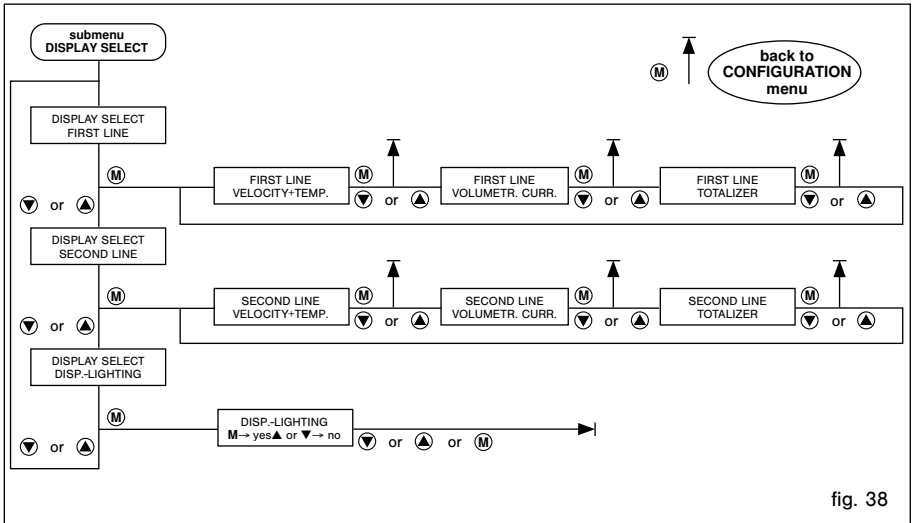 submenu
DISPLAY SELECT
M
back to
CONFIGURATION
menu
DISPLAY SELECT
FIRST LINE
M
FIRST LINE
VELOCITY+TEMP.
M
▼ or ▲
FIRST LINE
VOLUMETR. CURR.
M
▼ or ▲
FIRST LINE
TOTALIZER
M
▼ or ▲
▼ or ▲
DISPLAY SELECT
SECOND LINE
M
SECOND LINE
VELOCITY+TEMP.
M
▼ or ▲
SECOND LINE
VOLUMETR. CURR.
M
▼ or ▲
SECOND LINE
TOTALIZER
M
▼ or ▲
▼ or ▲
DISPLAY SELECT
DISP.-LIGHTING
M
DISP.-LIGHTING
M→ yes▲ or ▼→ no
▼ or ▲ or M
▼ or ▲
fig. 38